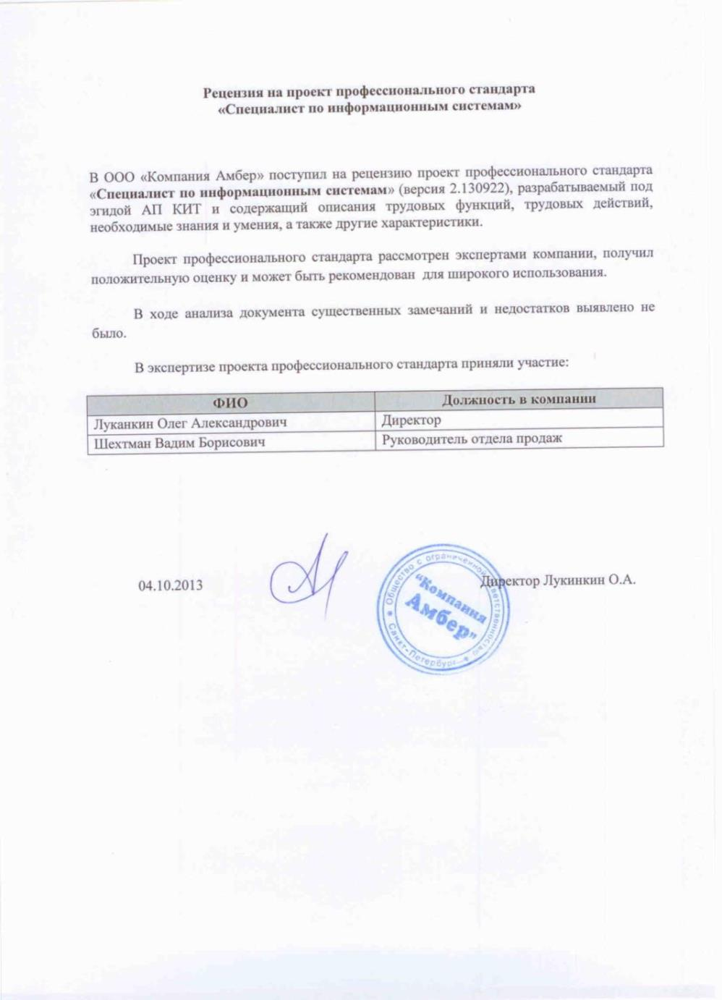 Рецензия на проект профессионального стандарта
«Специалист по информационным системам»
В ООО «Компания Амбер» поступил на рецензию проект профессионального стандарта
«Специалист по информационным системам» (версия 2.130922), разрабатываемый под
эгидой АП КИТ и содержащий описания трудовых функций, трудовых действий,
необходимые знания и умения, а также другие характеристики.
Проект профессионального стандарта рассмотрен экспертами компании, получил
положительную оценку и может быть рекомендован для широкого использования.
В ходе анализа документа существенных замечаний и недостатков выявлено не
было.
В экспертизе проекта профессионального стандарта приняли участие:
ФИО Должность в компании
Луканкин Олег Александрович Директор
Шехтман Вадим Борисович Руководитель отдела продаж
04.10.2013 Директор Лукинкин О.А.
Общество с ограниченной ответственностью
Санкт-Петербург
"Компания
Амбер"